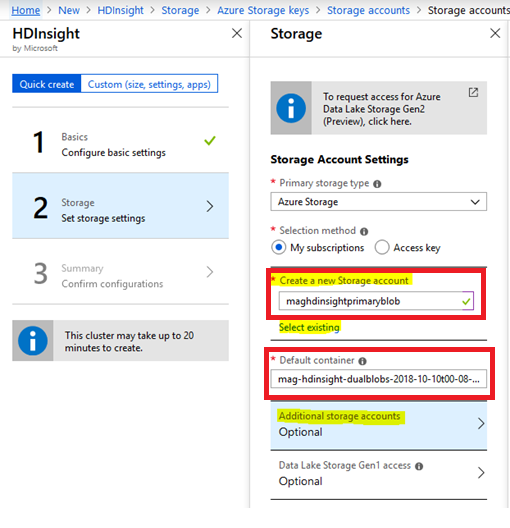 Home > New > HDInsight > Storage > Azure Storage keys > Storage accounts > Storage accounts
HDInsight
by Microsoft
Quick create
Custom (size, settings, apps)
1
Basics
Configure basic settings
2
Storage
Set storage settings
3
Summary
Confirm configurations
This cluster may take up to 20
minutes to create.
Storage
To request access for Azure
Data Lake Storage Gen2
(Preview), click here.
Storage Account Settings
* Primary storage type
Azure Storage
* Selection method
My subscriptions
Access key
* Create a new Storage account
maghdinsightprimaryblob
Select existing
* Default container
mag-hdinsight-dualblobs-2018-10-10t00-08-...
Additional storage accounts
Optional
Data Lake Storage Gen1 access
Optional